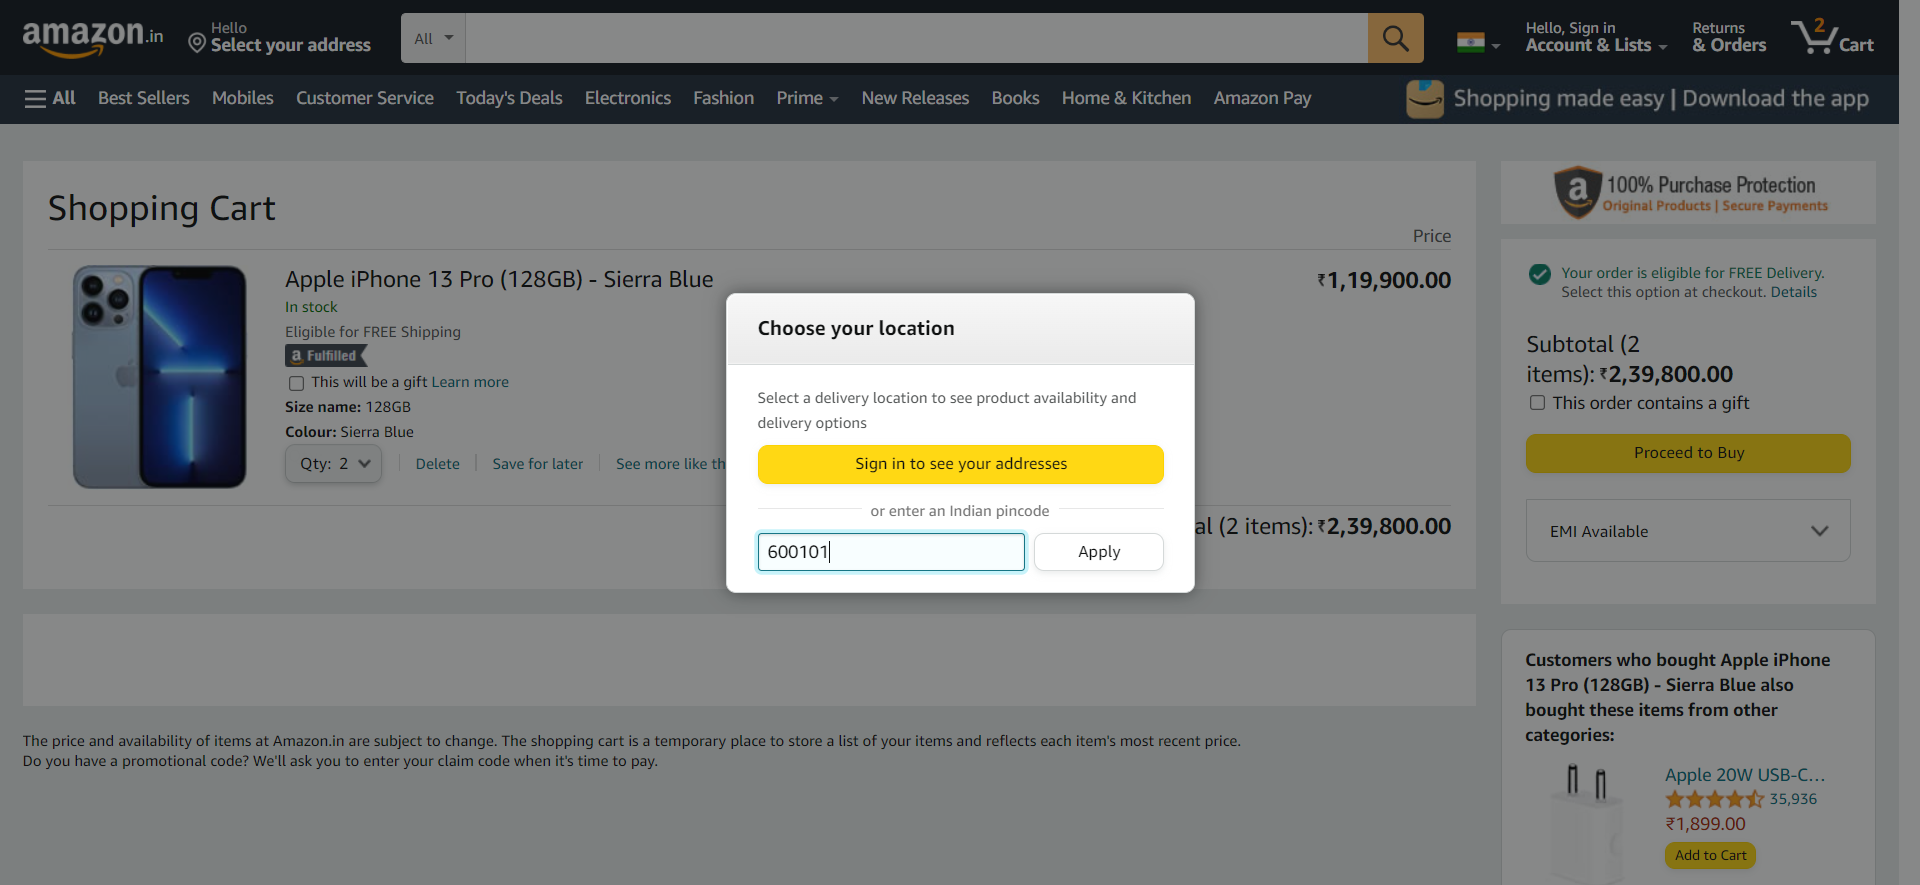 amazon.in
Hello
Select your address
All
Hello, Sign in
Account & Lists
Returns
& Orders
2
Cart
All
Best Sellers
Mobiles
Customer Service
Today's Deals
Electronics
Fashion
Prime
New Releases
Books
Home & Kitchen
Amazon Pay
Shopping made easy | Download the app
Shopping Cart
Price
Apple iPhone 13 Pro (128GB) - Sierra Blue
₹1,19,900.00
In stock
Eligible for FREE Shipping
a Fulfilled
This will be a gift Learn more
Size name: 128GB
Colour: Sierra Blue
Qty: 2
Delete
Save for later
See more like th
al (2 items): ₹2,39,800.00
Choose your location
Select a delivery location to see product availability and
delivery options
Sign in to see your addresses
or enter an Indian pincode
600101
Apply
The price and availability of items at Amazon.in are subject to change. The shopping cart is a temporary place to store a list of your items and reflects each item's most recent price.
Do you have a promotional code? We'll ask you to enter your claim code when it's time to pay.
a
100% Purchase Protection
Original Products | Secure Payments
Your order is eligible for FREE Delivery.
Select this option at checkout. Details
Subtotal (2
items): ₹2,39,800.00
This order contains a gift
Proceed to Buy
EMI Available
Customers who bought Apple iPhone
13 Pro (128GB) - Sierra Blue also
bought these items from other
categories:
Apple 20W USB-C…
35,936
₹1,899.00
Add to Cart